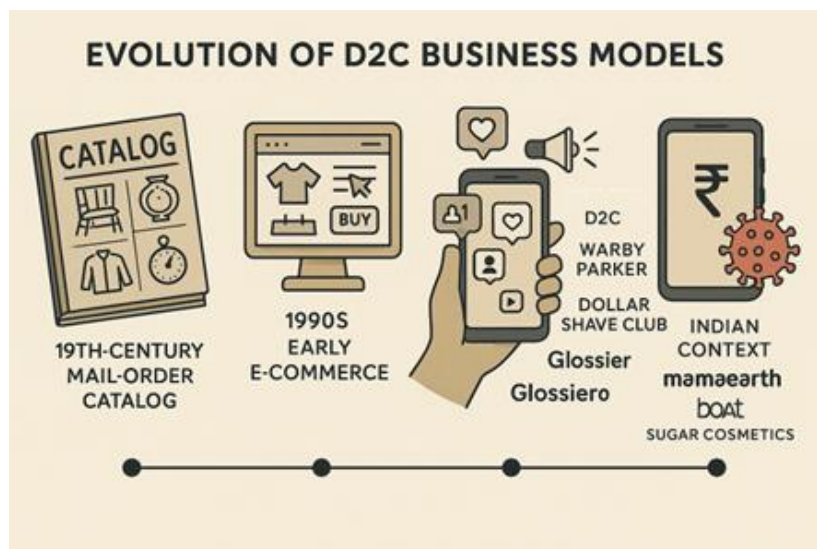 EVOLUTION OF D2C BUSINESS MODELS
CATALOG
19TH-CENTURY
MAIL-ORDER
CATALOG
BUY
1990S
EARLY
E-COMMERCE
1
D2C
WARBY
PARKER
DOLLAR
SHAVE CLUB
Glossier
Glossiero
₹
INDIAN
CONTEXT
mamaearth
boAt
SUGAR COSMETICS